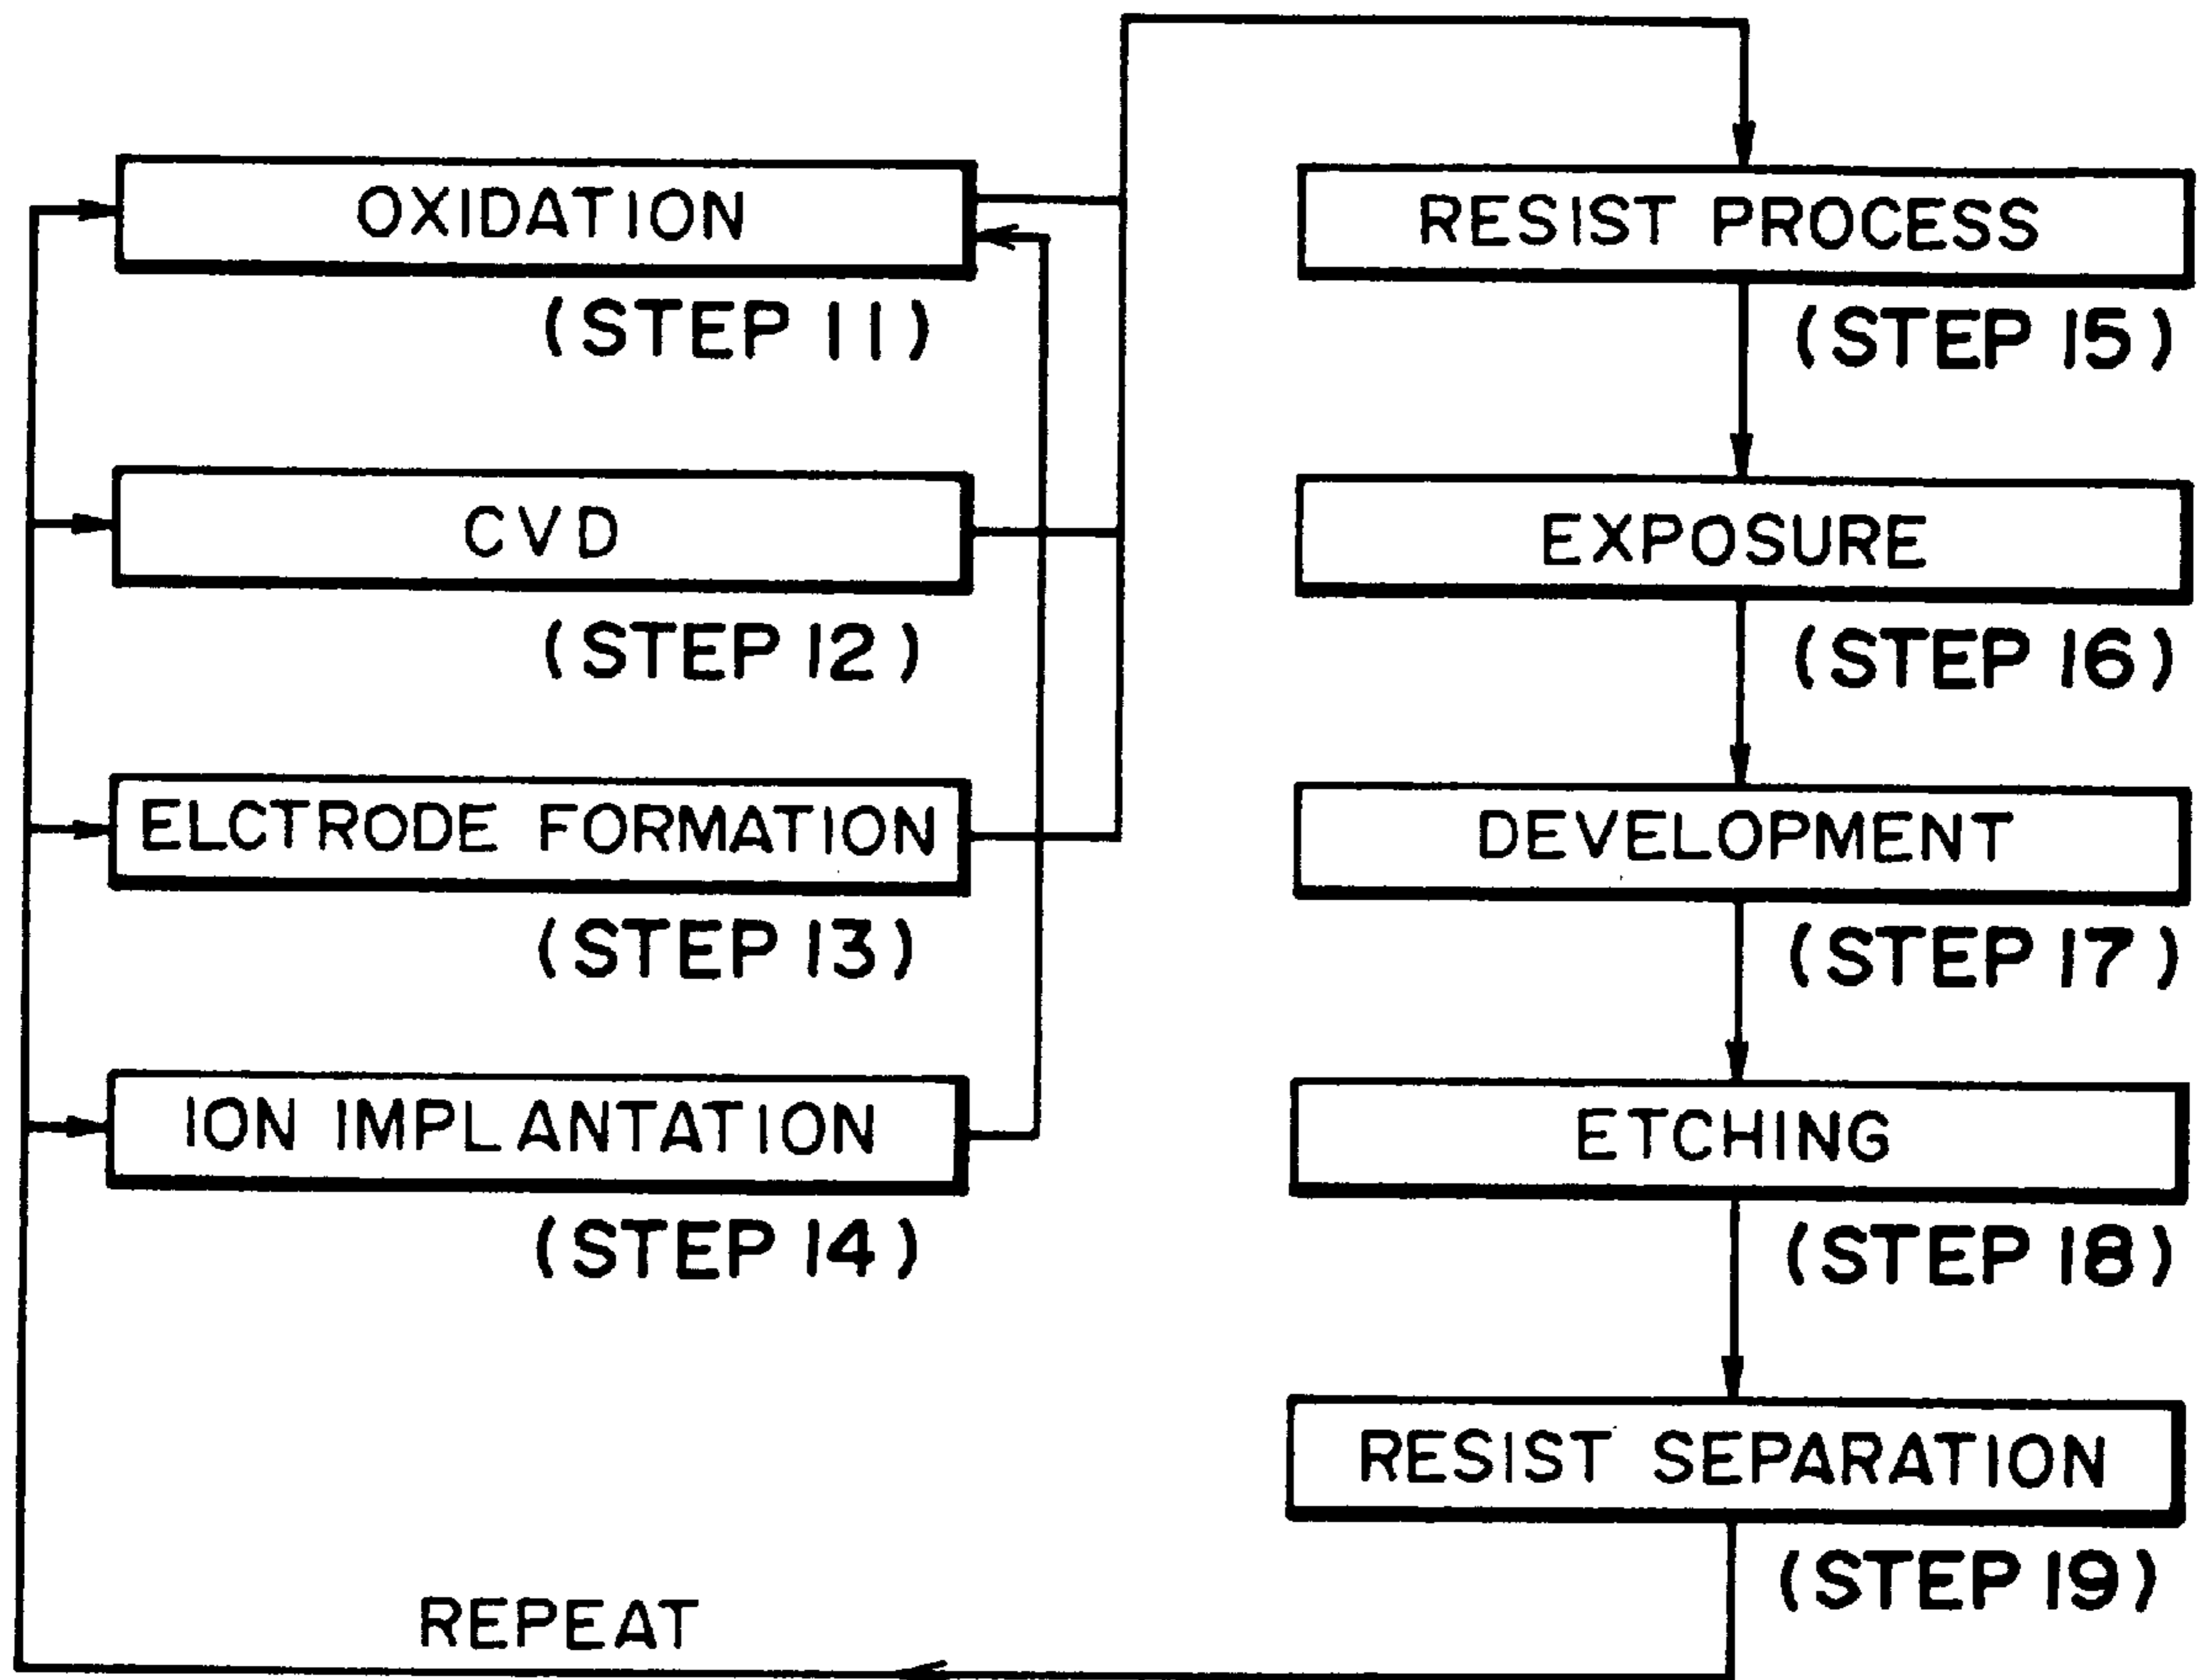 OXIDATION
(STEP 11)
CVD
(STEP 12)
ELCTRODE FORMATION
(STEP 13)
ION IMPLANTATION
(STEP 14)
RESIST PROCESS
(STEP 15)
EXPOSURE
(STEP 16)
DEVELOPMENT
(STEP 17)
ETCHING
(STEP 18)
RESIST SEPARATION
(STEP 19)
REPEAT